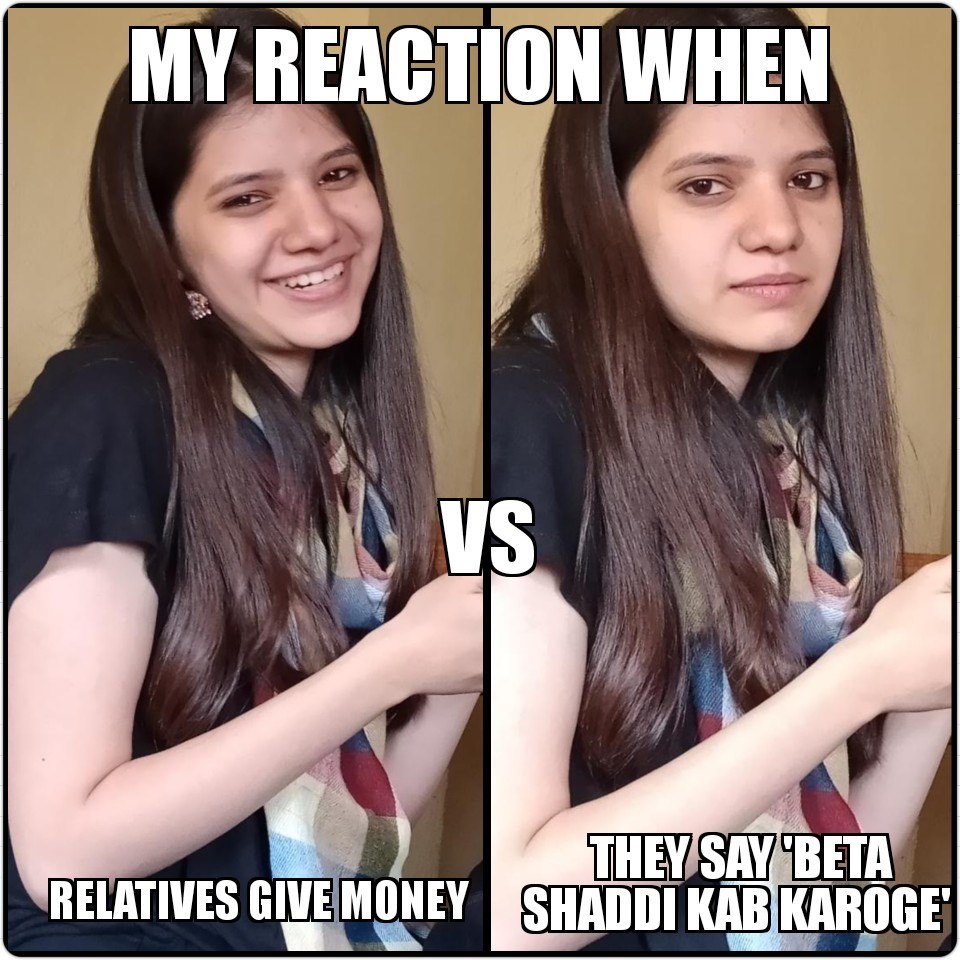 MY REACTION WHEN
VS
RELATIVES GIVE MONEY
THEY SAY 'BETA
SHADDI KAB KAROGE'